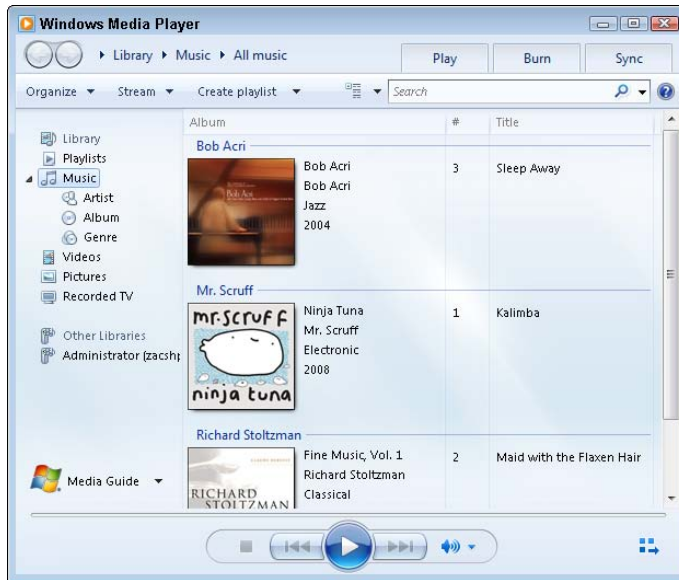 Windows Media Player
Library Music All music
Play Burn Sync
Organize Stream Create playlist Search
Album # Title
Library
Playlists
Music
Artist
Album
Genre
Videos
Pictures
Recorded TV
Other Libraries
Administrator (zacshp
Media Guide
Bob Acri
Bob Acri
Bob Acri 3 Sleep Away
Bob Acri
Jazz
2004
Mr. Scruff
mr.scruff
ninja tuna
Ninja Tuna 1 Kalimba
Mr. Scruff
Electronic
2008
Richard Stoltzman
RICHARD
STOLTZMAN
Fine Music, Vol. 1 2 Maid with the Flaxen Hair
Richard Stoltzman
Classical